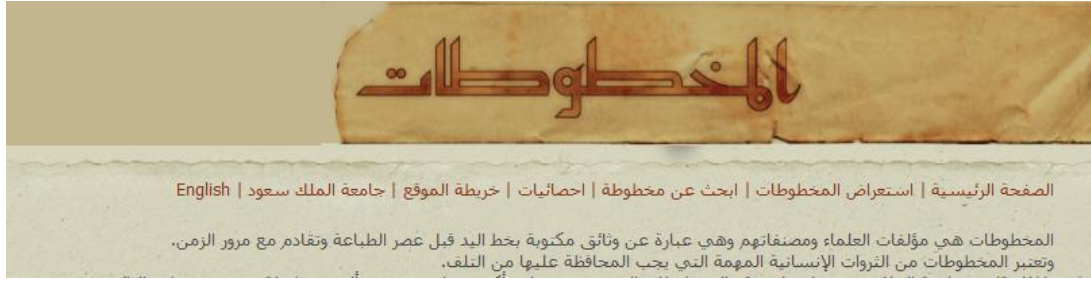 المخطوطات
الصفحة الرئيسية | استعراض المخطوطات | ابحث عن مخطوطة | احصائيات | خريطة الموقع | جامعة الملك سعود | English
المخطوطات هي مؤلفات العلماء ومصنفاتهم وهي عبارة عن وثائق مكتوبة بخط اليد قبل عصر الطباعة وتقادم مع مرور الزمن.
وتعتبر المخطوطات من الثروات الإنسانية المهمة التي يجب المحافظة عليها من التلف.